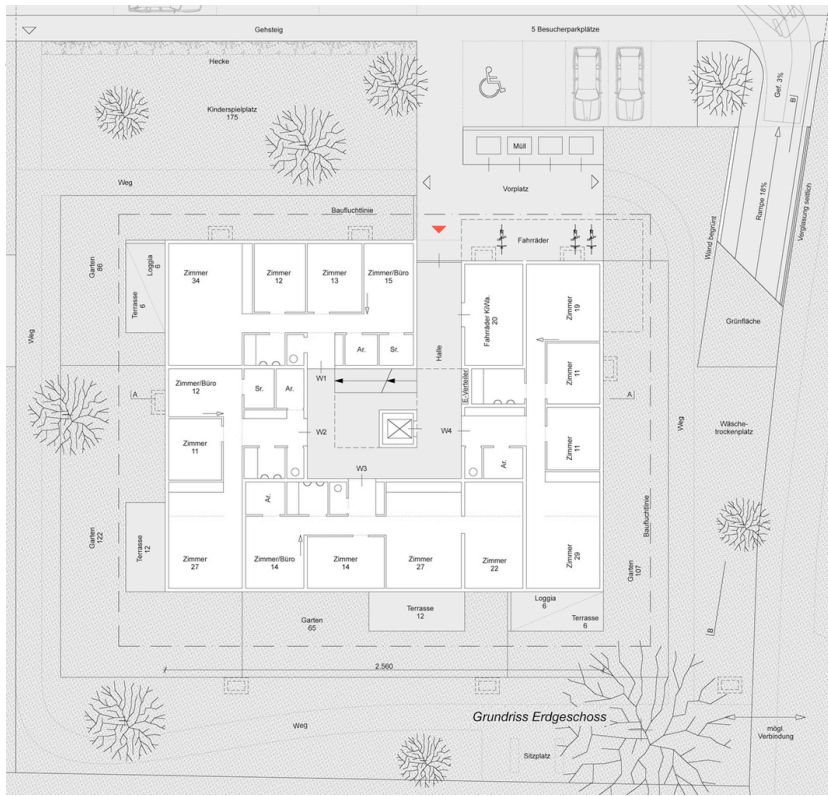 Gehsteig
5 Besucherparkplätze
Hecke
Gef. 3%
B
Kinderspielplatz
175
Müll
Weg
Vorplatz
Rampe 18%
Verglasung seitlich
Wand begrünt
Baufluchtlinie
Fahrräder
Garten
86
Loggia
6
Terrasse
6
Zimmer
34
Zimmer
12
Zimmer
13
Zimmer/Büro
15
Fahrräder KiWa.
20
Zimmer
19
Grünfläche
Weg
Halle
Ar.
Sr.
W1
Zimmer/Büro
12
Sr.
Ar.
E-Verteiler
Zimmer
11
A
A
W2
W4
Weg
Wäsche-
trockenplatz
Zimmer
11
Zimmer
11
W3
Ar.
Ar.
Baufluchtlinie
Garten
122
Terrasse
12
Zimmer
27
Zimmer/Büro
14
Zimmer
14
Zimmer
27
Zimmer
22
Zimmer
29
Garten
107
Loggia
6
Terrasse
12
Terrasse
6
Garten
65
B
2.560
Grundriss Erdgeschoss
Weg
mögl.
Verbindung
Sitzplatz